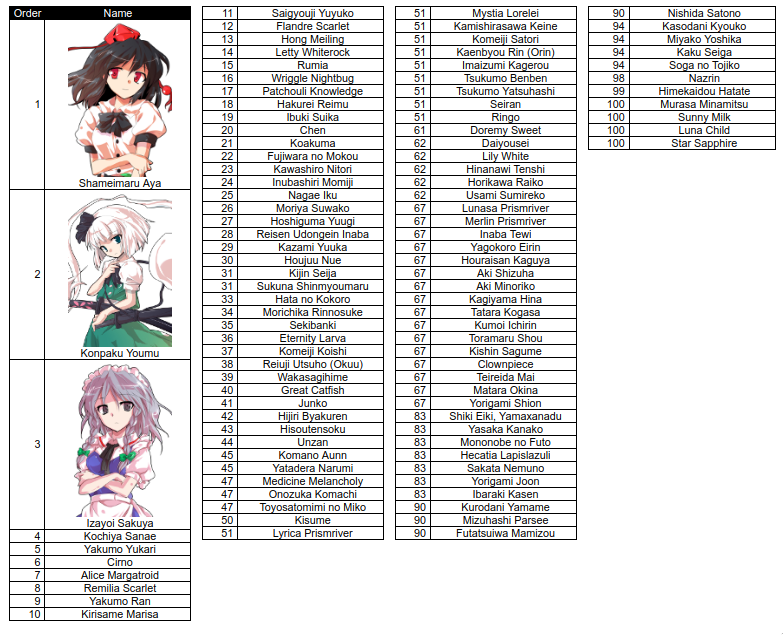 Order Name
1
Shameimaru Aya
2
Konpaku Youmu
3
Izayoi Sakuya
4 Kochiya Sanae
5 Yakumo Yukari
6 Cirno
7 Alice Margatroid
8 Remilia Scarlet
9 Yakumo Ran
10 Kirisame Marisa
11 Saigyouji Yuyuko
12 Flandre Scarlet
13 Hong Meiling
14 Letty Whiterock
15 Rumia
16 Wriggle Nightbug
17 Patchouli Knowledge
18 Hakurei Reimu
19 Ibuki Suika
20 Chen
21 Koakuma
22 Fujiwara no Mokou
23 Kawashiro Nitori
24 Inubashiri Momiji
25 Nagae Iku
26 Moriya Suwako
27 Hoshiguma Yuugi
28 Reisen Udongein Inaba
29 Kazami Yuuka
30 Houjuu Nue
31 Kijin Seija
31 Sukuna Shinmyoumaru
33 Hata no Kokoro
34 Morichika Rinnosuke
35 Sekibanki
36 Eternity Larva
37 Komeiji Koishi
38 Reiuji Utsuho (Okuu)
39 Wakasagihime
40 Great Catfish
41 Junko
42 Hijiri Byakuren
43 Hisoutensoku
44 Unzan
45 Komano Aunn
45 Yatadera Narumi
47 Medicine Melancholy
47 Onozuka Komachi
47 Toyosatomimi no Miko
50 Kisume
51 Lyrica Prismriver
51 Mystia Lorelei
51 Kamishirasawa Keine
51 Komeiji Satori
51 Kaenbyou Rin (Orin)
51 Imaizumi Kagerou
51 Tsukumo Benben
51 Tsukumo Yatsuhashi
51 Seiran
51 Ringo
61 Doremy Sweet
62 Daiyousei
62 Lily White
62 Hinanawi Tenshi
62 Horikawa Raiko
62 Usami Sumireko
67 Lunasa Prismriver
67 Merlin Prismriver
67 Inaba Tewi
67 Yagokoro Eirin
67 Houraisan Kaguya
67 Aki Shizuha
67 Aki Minoriko
67 Kagiyama Hina
67 Tatara Kogasa
67 Kumoi Ichirin
67 Toramaru Shou
67 Kishin Sagume
67 Clownpiece
67 Teireida Mai
67 Matara Okina
67 Yorigami Shion
83 Shiki Eiki, Yamaxanadu
83 Yasaka Kanako
83 Mononobe no Futo
83 Hecatia Lapislazuli
83 Sakata Nemuno
83 Yorigami Joon
83 Ibaraki Kasen
90 Kurodani Yamame
90 Mizuhashi Parsee
90 Futatsuiwa Mamizou
90 Nishida Satono
94 Kasodani Kyouko
94 Miyako Yoshika
94 Kaku Seiga
94 Soga no Tojiko
98 Nazrin
99 Himekaidou Hatate
100 Murasa Minamitsu
100 Sunny Milk
100 Luna Child
100 Star Sapphire